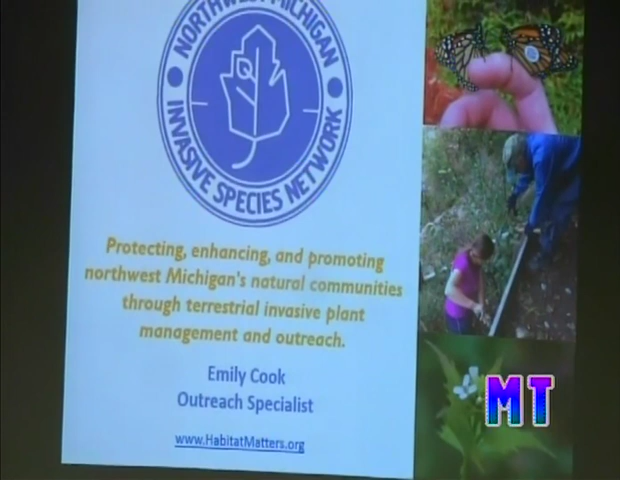 NORTHWEST MICHIGAN
INVASIVE SPECIES NETWORK
Protecting, enhancing, and promoting
northwest Michigan's natural communities
through terrestrial invasive plant
management and outreach.
Emily Cook
Outreach Specialist
www.HabitatMatters.org
MT